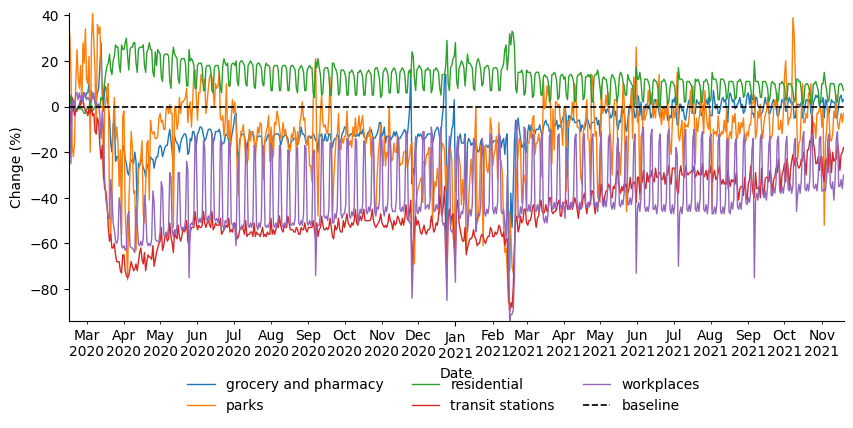 40
20
0
−20
−40
−60
−80
Change (%)
Mar Apr May Jun Jul Aug Sep Oct Nov Dec Jan Feb Mar Apr May Jun Jul Aug Sep Oct Nov
2020 2020 2020 2020 2020 2020 2020 2020 2020 2020 2021 2021 2021 2021 2021 2021 2021 2021 2021 2021 2021
Date
grocery and pharmacy residential workplaces
parks transit stations baseline